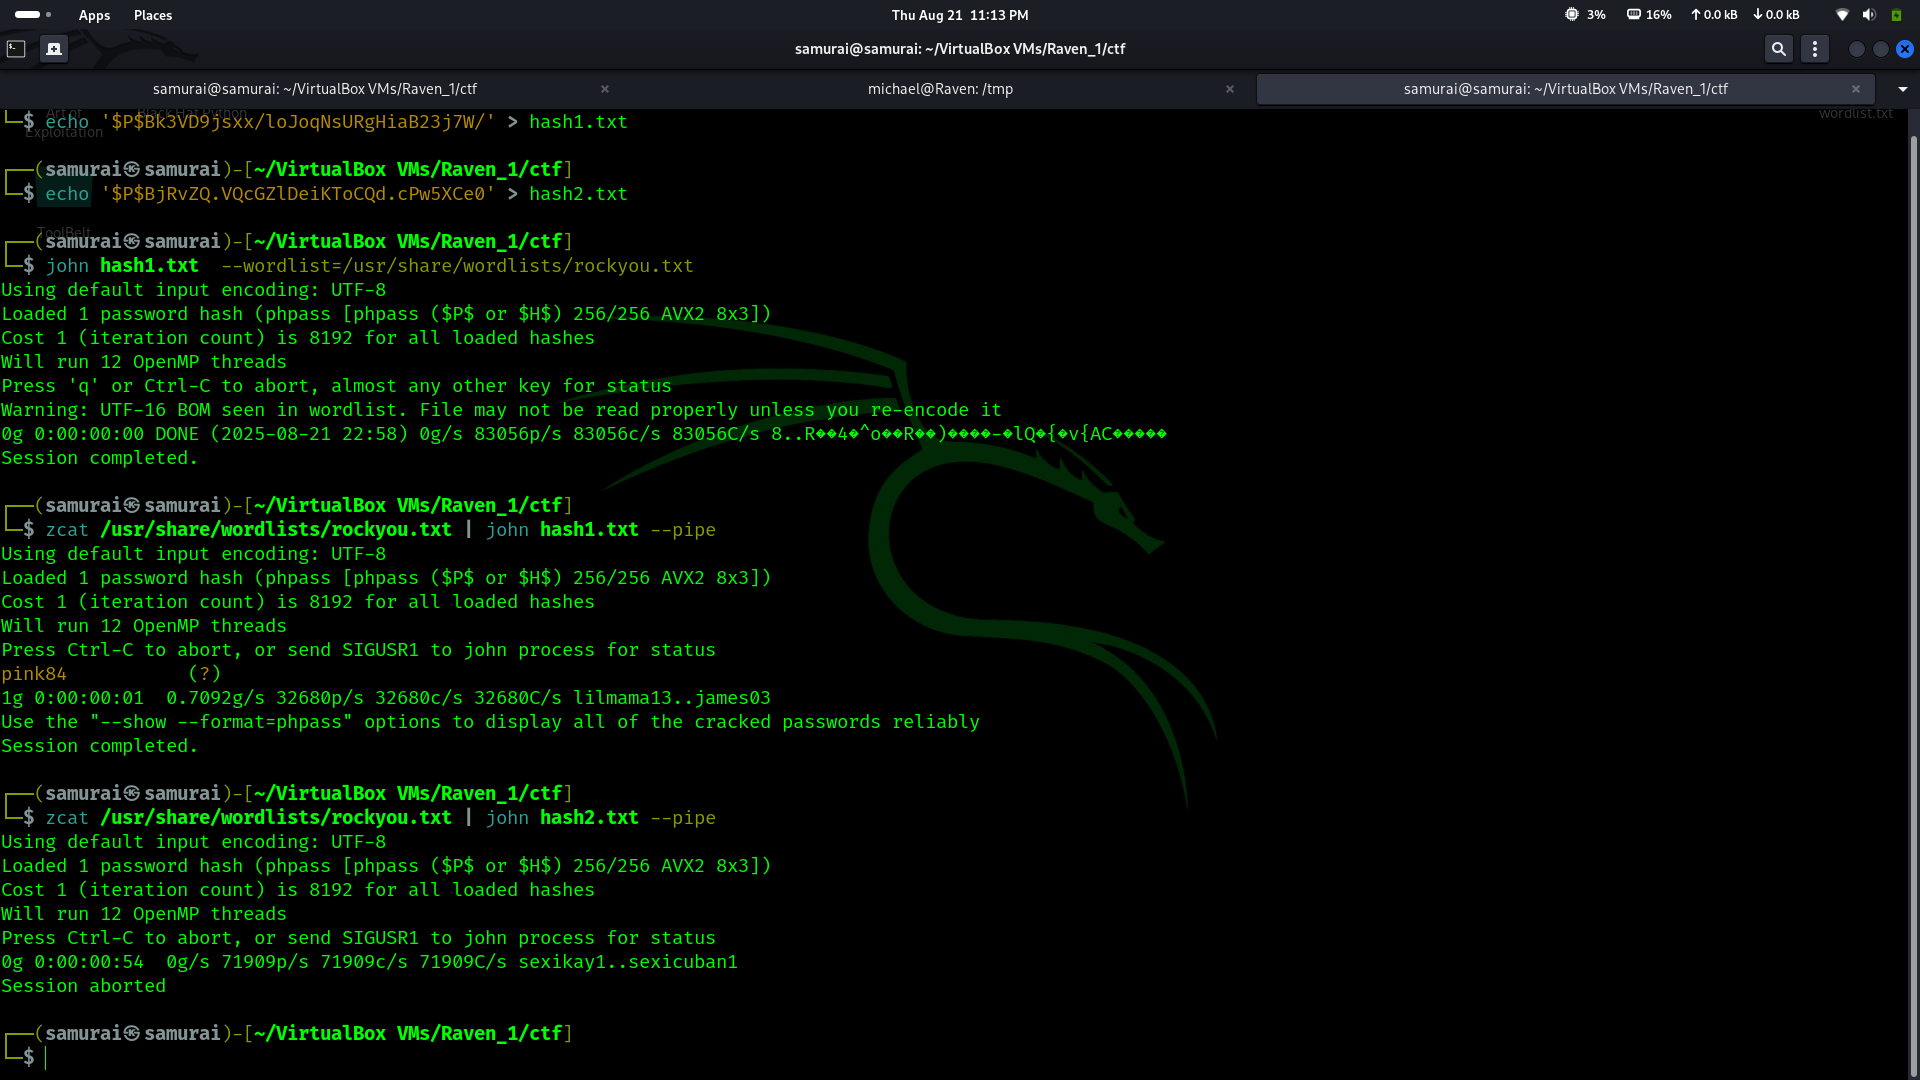 Apps Places Thu Aug 21 11:13 PM 3% 16% 0.0 kB 0.0 kB
samurai@samurai: ~/VirtualBox VMs/Raven_1/ctf
samurai@samurai: ~/VirtualBox VMs/Raven_1/ctf michael@Raven: /tmp samurai@samurai: ~/VirtualBox VMs/Raven_1/ctf
Art of Black Hat Python wordlist.txt
└─$ echo '$P$Bk3VD9jsxx/loJoqNsURgHiaB23j7W/' > hash1.txt
Exploitation
┌──(samurai㉿samurai)-[~/VirtualBox VMs/Raven_1/ctf]
└─$ echo '$P$BjRvZQ.VQcGZlDeiKToCQd.cPw5XCe0' > hash2.txt
ToolBelt
┌──(samurai㉿samurai)-[~/VirtualBox VMs/Raven_1/ctf]
└─$ john hash1.txt  --wordlist=/usr/share/wordlists/rockyou.txt
Using default input encoding: UTF-8
Loaded 1 password hash (phpass [phpass ($P$ or $H$) 256/256 AVX2 8x3])
Cost 1 (iteration count) is 8192 for all loaded hashes
Will run 12 OpenMP threads
Press 'q' or Ctrl-C to abort, almost any other key for status
Warning: UTF-16 BOM seen in wordlist. File may not be read properly unless you re-encode it
0g 0:00:00:00 DONE (2025-08-21 22:58) 0g/s 83056p/s 83056c/s 83056C/s 8..R��4�^o��R��)����-�lQ�{�v{AC�����
Session completed.
┌──(samurai㉿samurai)-[~/VirtualBox VMs/Raven_1/ctf]
└─$ zcat /usr/share/wordlists/rockyou.txt | john hash1.txt --pipe
Using default input encoding: UTF-8
Loaded 1 password hash (phpass [phpass ($P$ or $H$) 256/256 AVX2 8x3])
Cost 1 (iteration count) is 8192 for all loaded hashes
Will run 12 OpenMP threads
Press Ctrl-C to abort, or send SIGUSR1 to john process for status
pink84           (?)
1g 0:00:00:01  0.7092g/s 32680p/s 32680c/s 32680C/s lilmama13..james03
Use the "--show --format=phpass" options to display all of the cracked passwords reliably
Session completed.
┌──(samurai㉿samurai)-[~/VirtualBox VMs/Raven_1/ctf]
└─$ zcat /usr/share/wordlists/rockyou.txt | john hash2.txt --pipe
Using default input encoding: UTF-8
Loaded 1 password hash (phpass [phpass ($P$ or $H$) 256/256 AVX2 8x3])
Cost 1 (iteration count) is 8192 for all loaded hashes
Will run 12 OpenMP threads
Press Ctrl-C to abort, or send SIGUSR1 to john process for status
0g 0:00:00:54  0g/s 71909p/s 71909c/s 71909C/s sexikay1..sexicuban1
Session aborted
┌──(samurai㉿samurai)-[~/VirtualBox VMs/Raven_1/ctf]
└─$